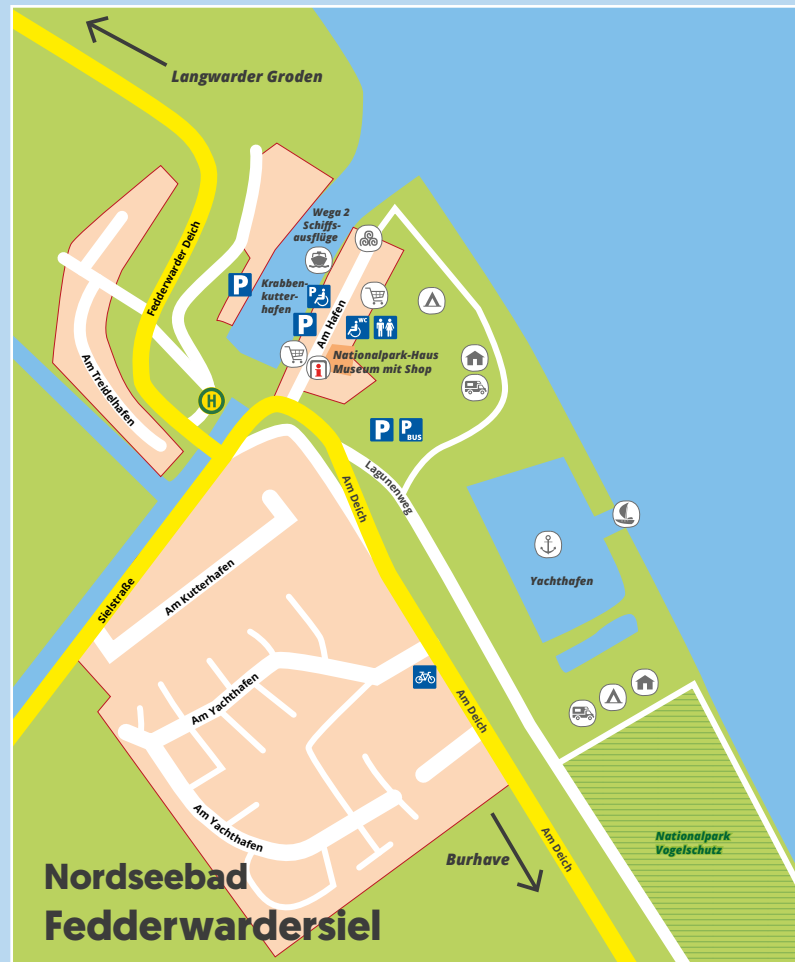 Langwarder Groden
Wega 2
Schiffs-
ausflüge
Fedderwarder Deich
P
Krabben-
kutter-
hafen
P
P
Am Hafen
WC
Nationalpark-Haus
Museum mit Shop
i
Am Treidelhafen
H
P
P
BUS
Lagunenweg
Am Deich
Yachthafen
Sielstraße
Am Kutterhafen
Am Yachthafen
Am Deich
Am Yachthafen
Am Deich
Nationalpark
Vogelschutz
Burhave
Nordseebad
Fedderwardersiel